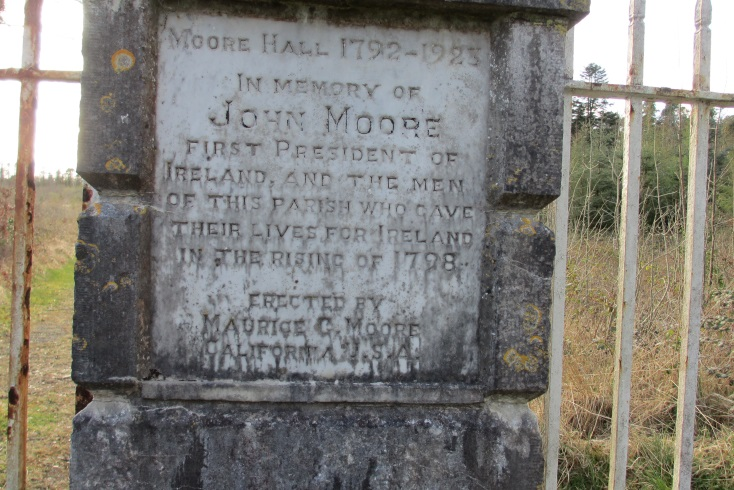 Moore Hall 1792-1923
In memory of
John Moore
first President of
Ireland, and the men
of this parish who gave
their lives for Ireland
in the Rising of 1798.
Erected by
Maurice G. Moore
California U.S.A.